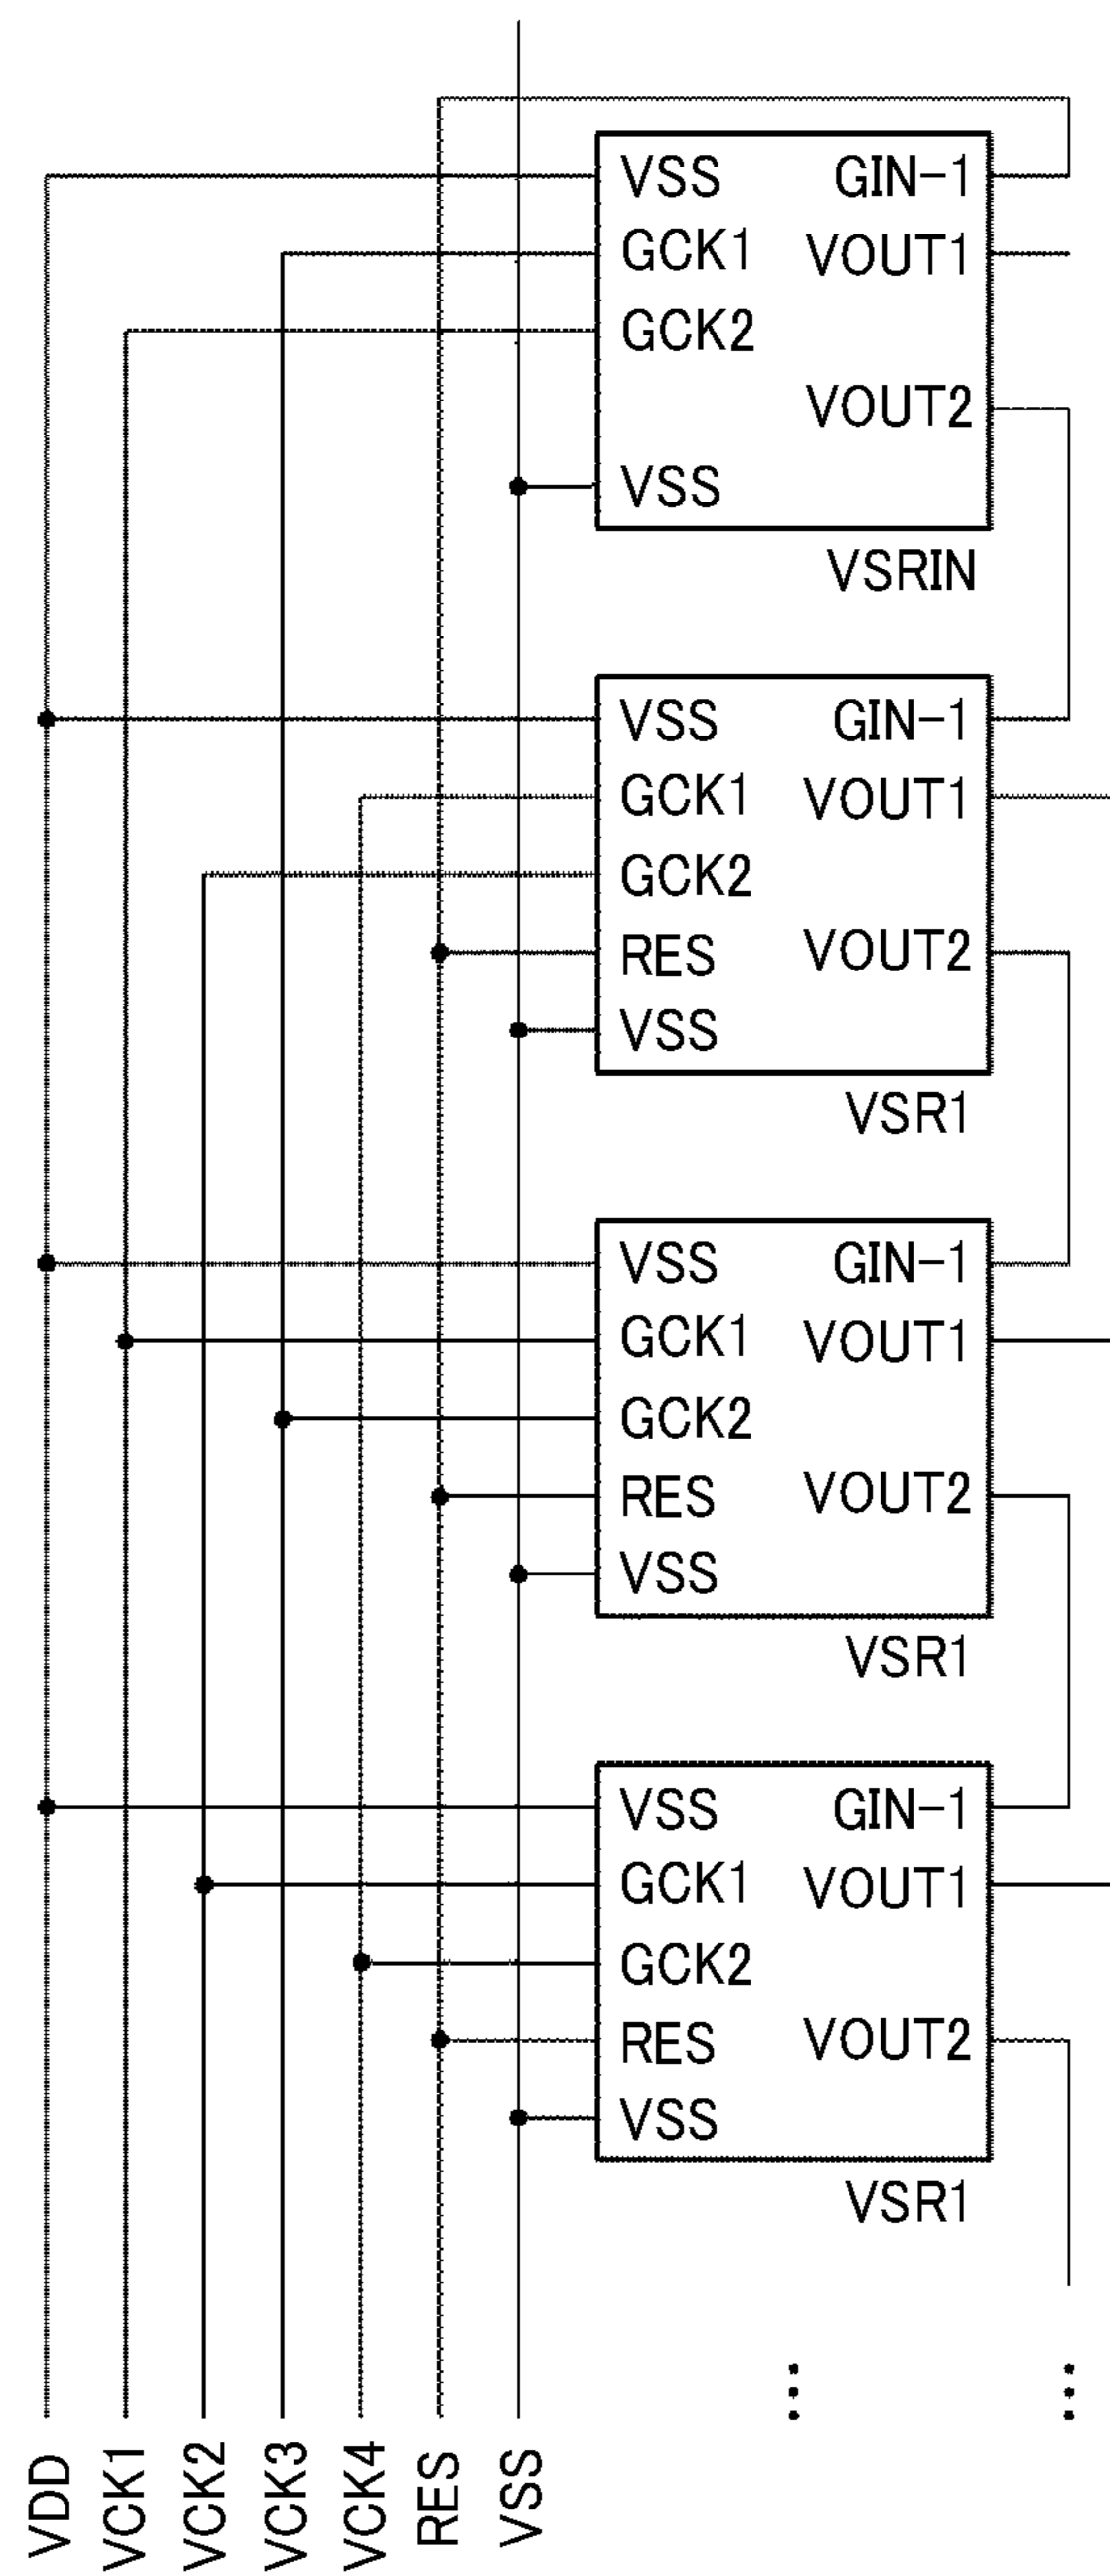 VSS GIN-1
GCK1 VOUT1
GCK2
VOUT2
VSS
VSRIN
VSS GIN-1
GCK1 VOUT1
GCK2
RES VOUT2
VSS
VSR1
VSS GIN-1
GCK1 VOUT1
GCK2
RES VOUT2
VSS
VSR1
VSS GIN-1
GCK1 VOUT1
GCK2
RES VOUT2
VSS
VSR1
VDD
VCK1
VCK2
VCK3
VCK4
RES
VSS